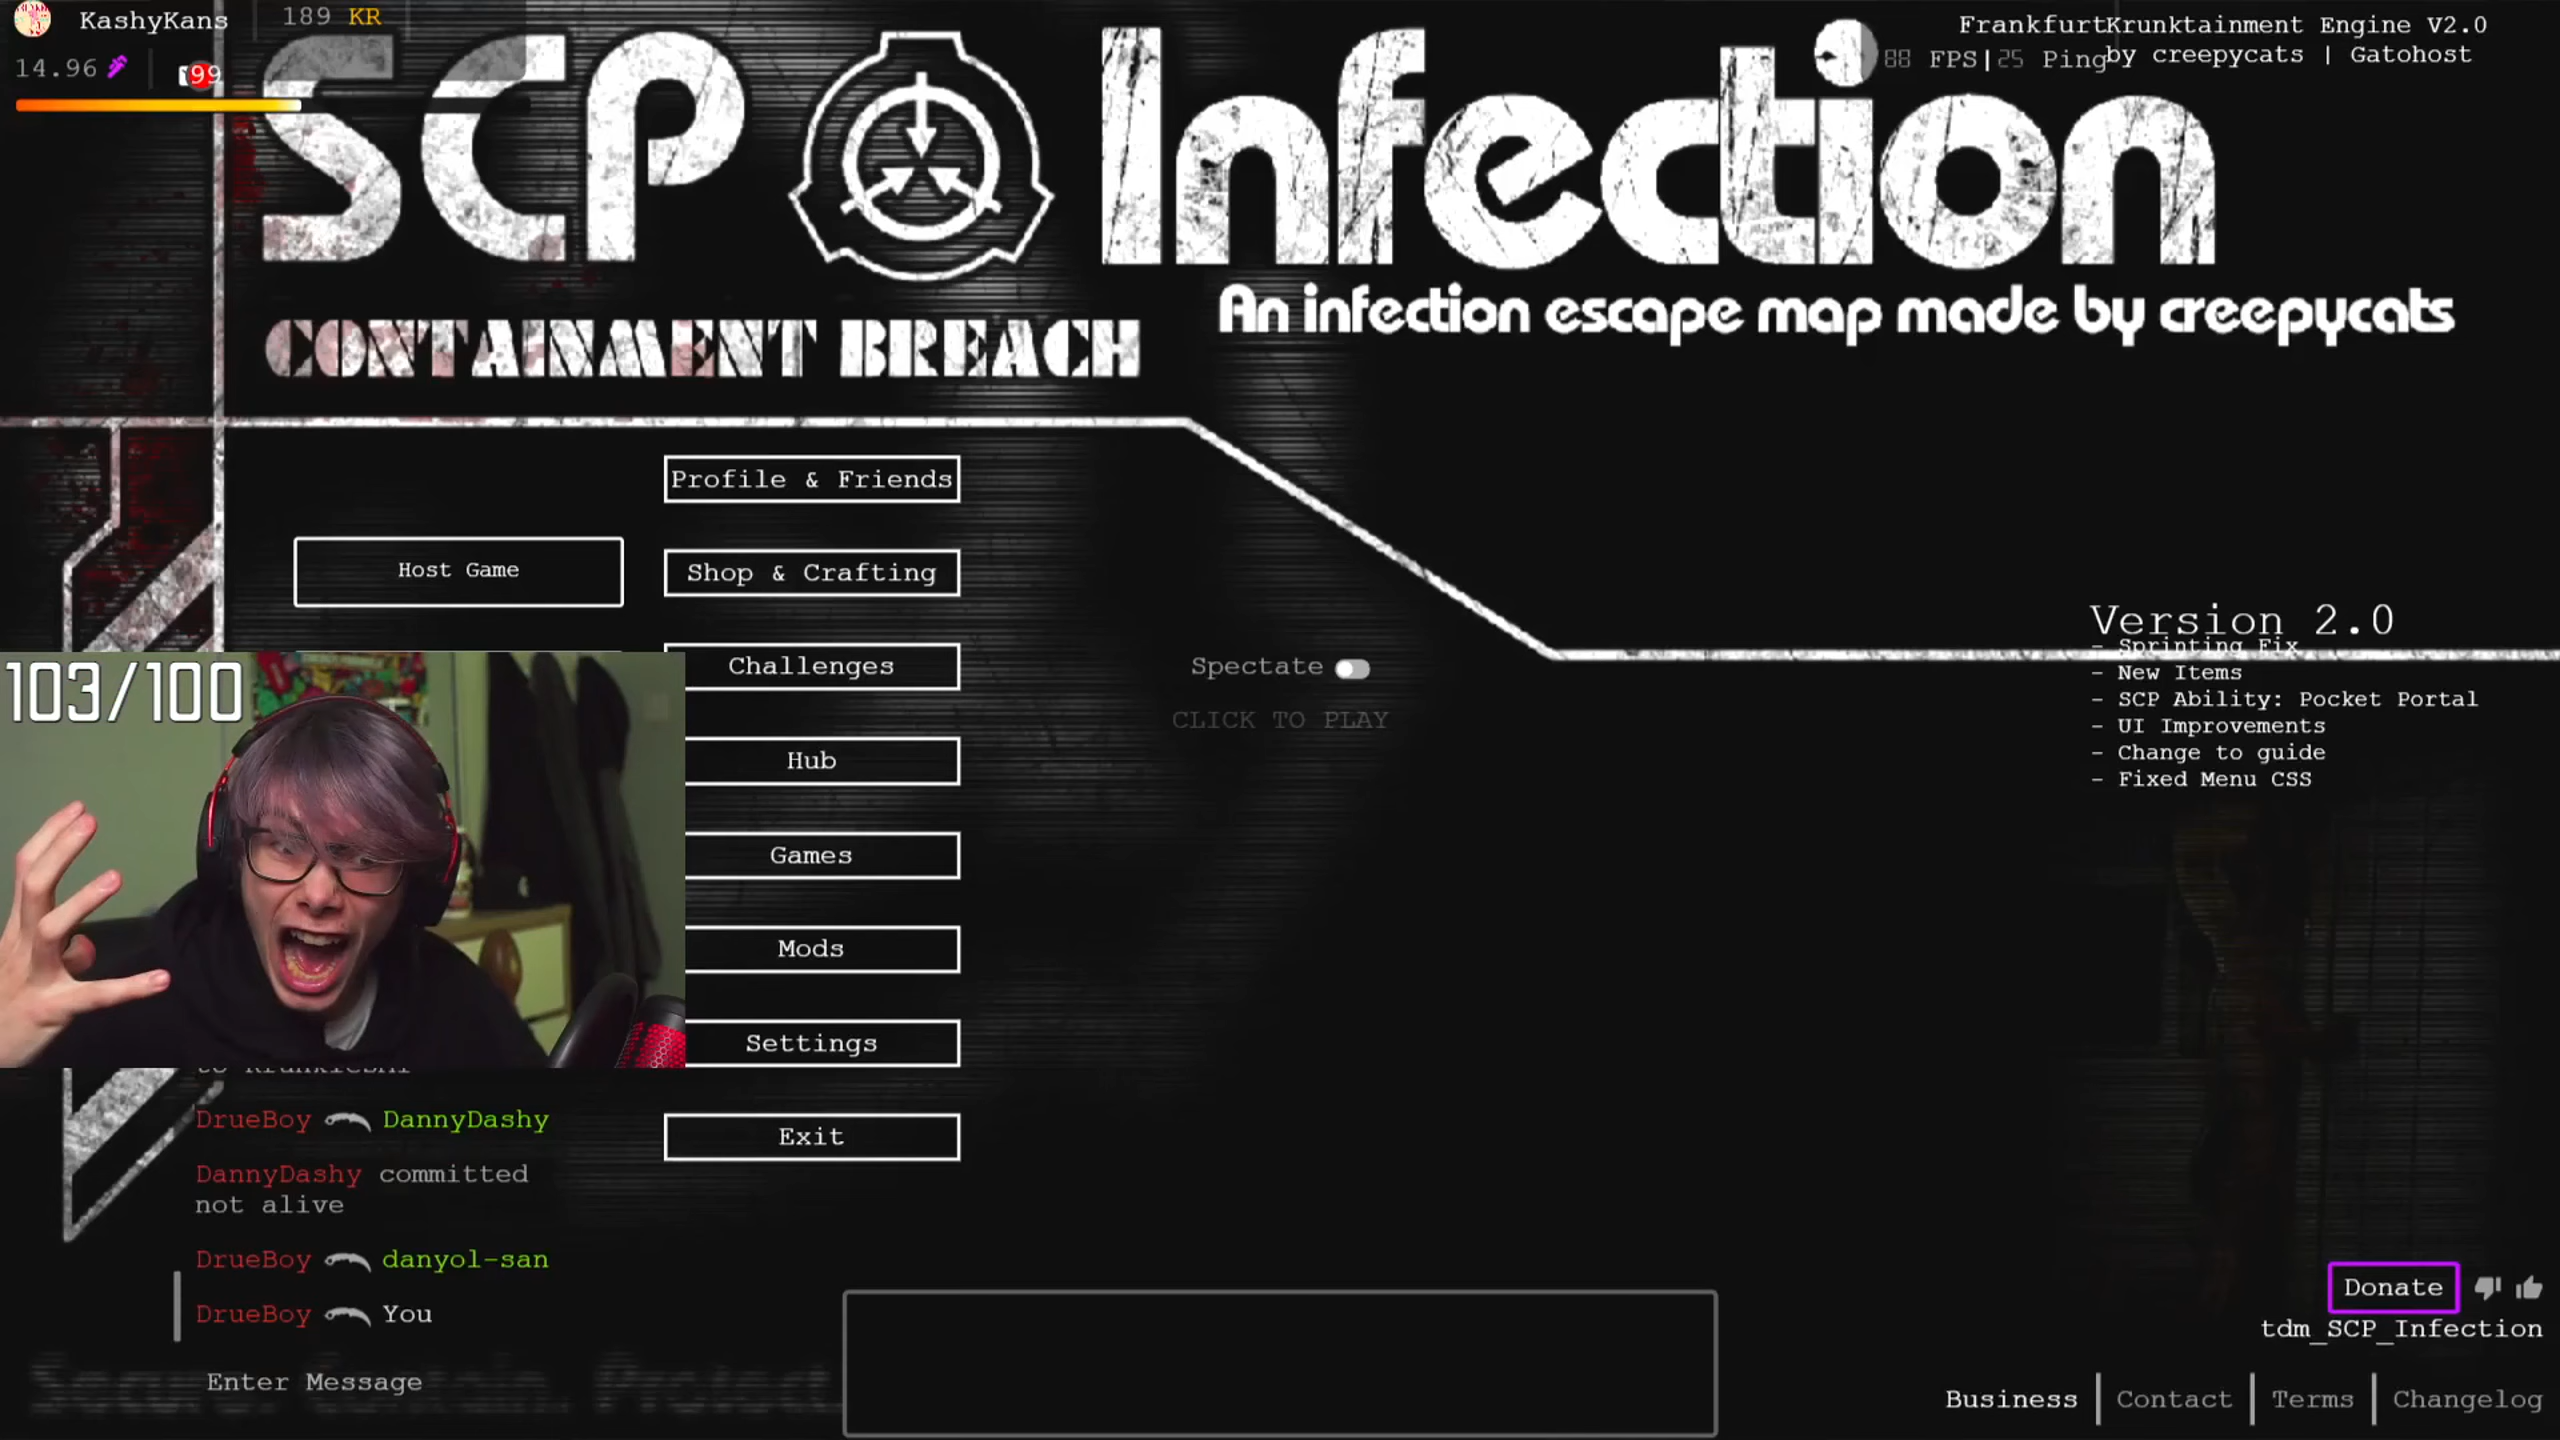 KashyKans
189 KR
14.96
99
FrankfurtKrunktainment Engine V2.0
88 FPS|25 Pingby creepycats | Gatohost
SCP Infection
CONTAINMENT BREACH
An infection escape map made by creepycats
Profile & Friends
Host Game
Shop & Crafting
Challenges
Hub
Games
Mods
Settings
Exit
Spectate
CLICK TO PLAY
Version 2.0
- Sprinting Fix
- New Items
- SCP Ability: Pocket Portal
- UI Improvements
- Change to guide
- Fixed Menu CSS
103/100
DrueBoy DannyDashy
DannyDashy committed
not alive
DrueBoy danyol-san
DrueBoy You
Enter Message
Secure. Contain. Protect
Donate
tdm_SCP_Infection
Business | Contact | Terms | Changelog